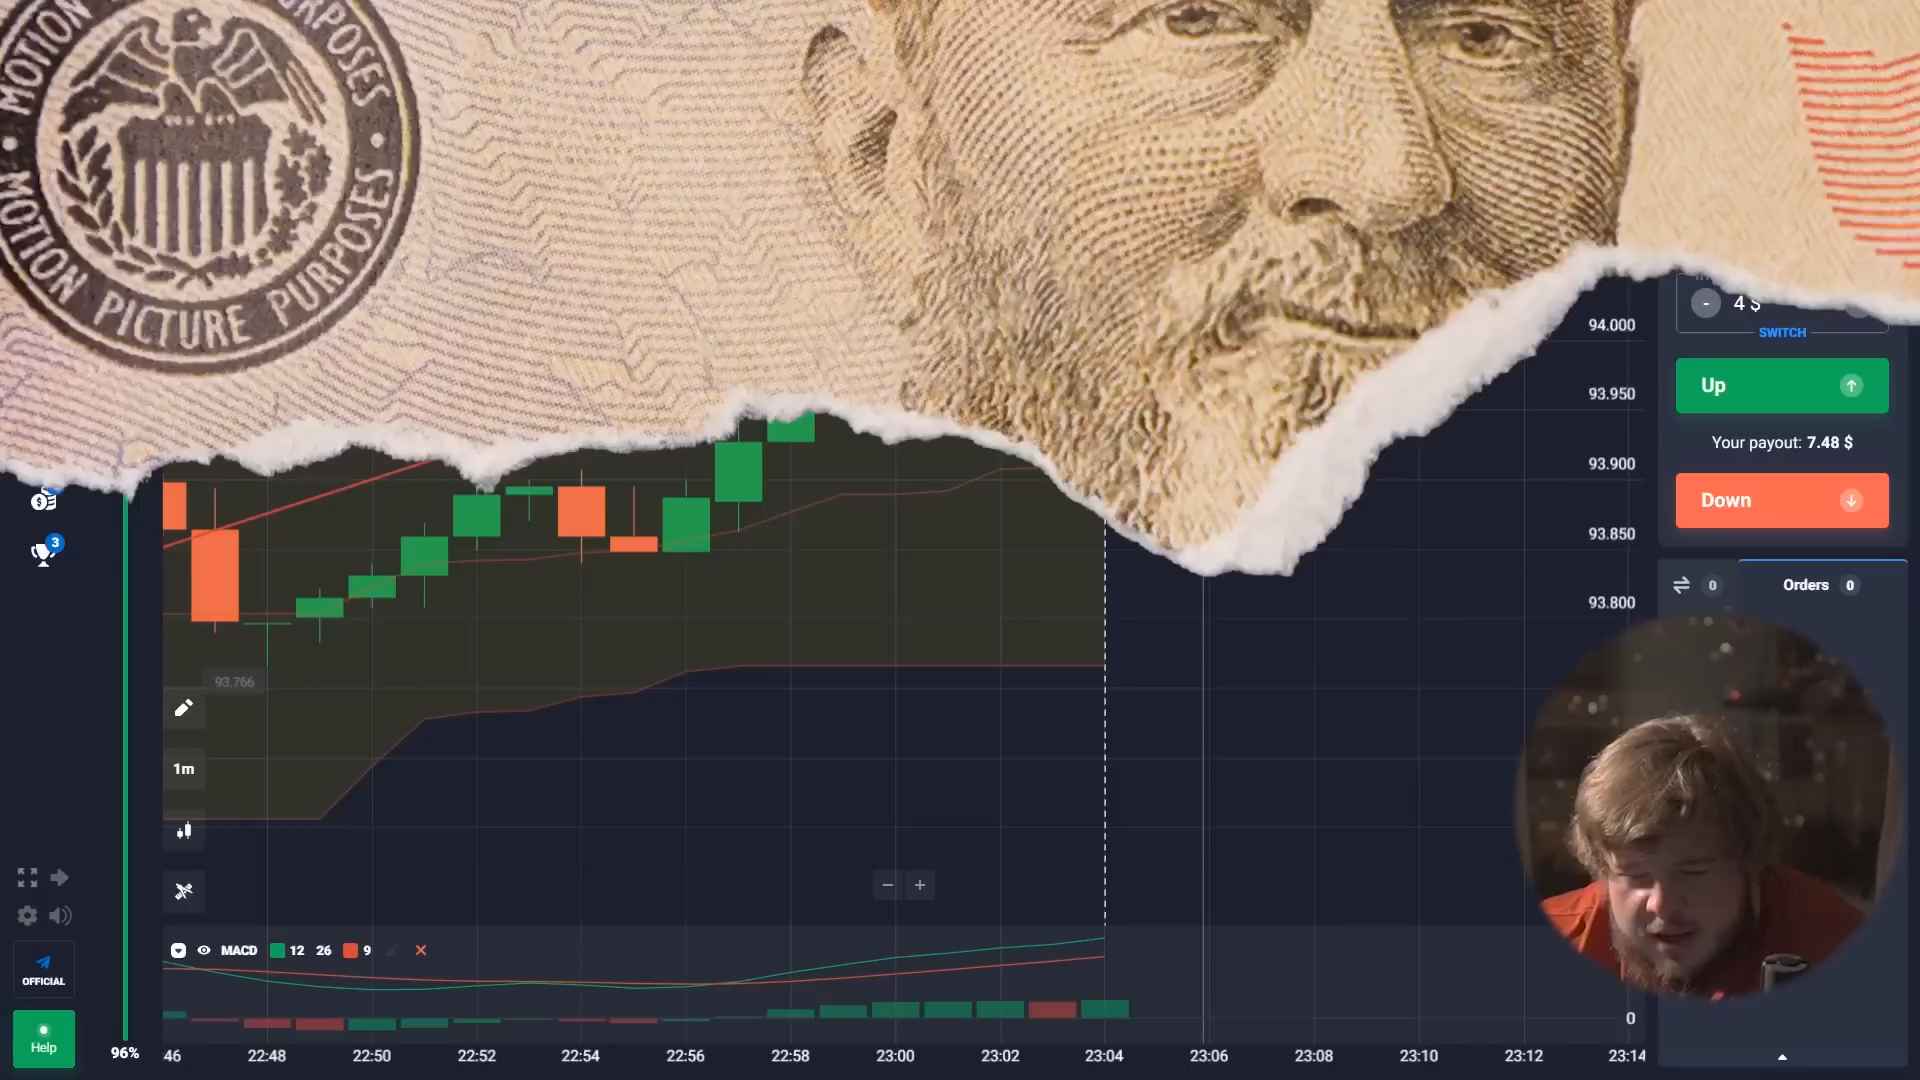 MOTION PICTURE PURPOSES
MOTION PICTURE PURPOSES
4 $
SWITCH
94.000
Up
93.950
Your payout: 7.48 $
93.900
Down
93.850
3
Orders 0
0
93.800
93.766
1m
MACD 12 26 9
OFFICIAL
Help
96%
0
46 22:48 22:50 22:52 22:54 22:56 22:58 23:00 23:02 23:04 23:06 23:08 23:10 23:12 23:14